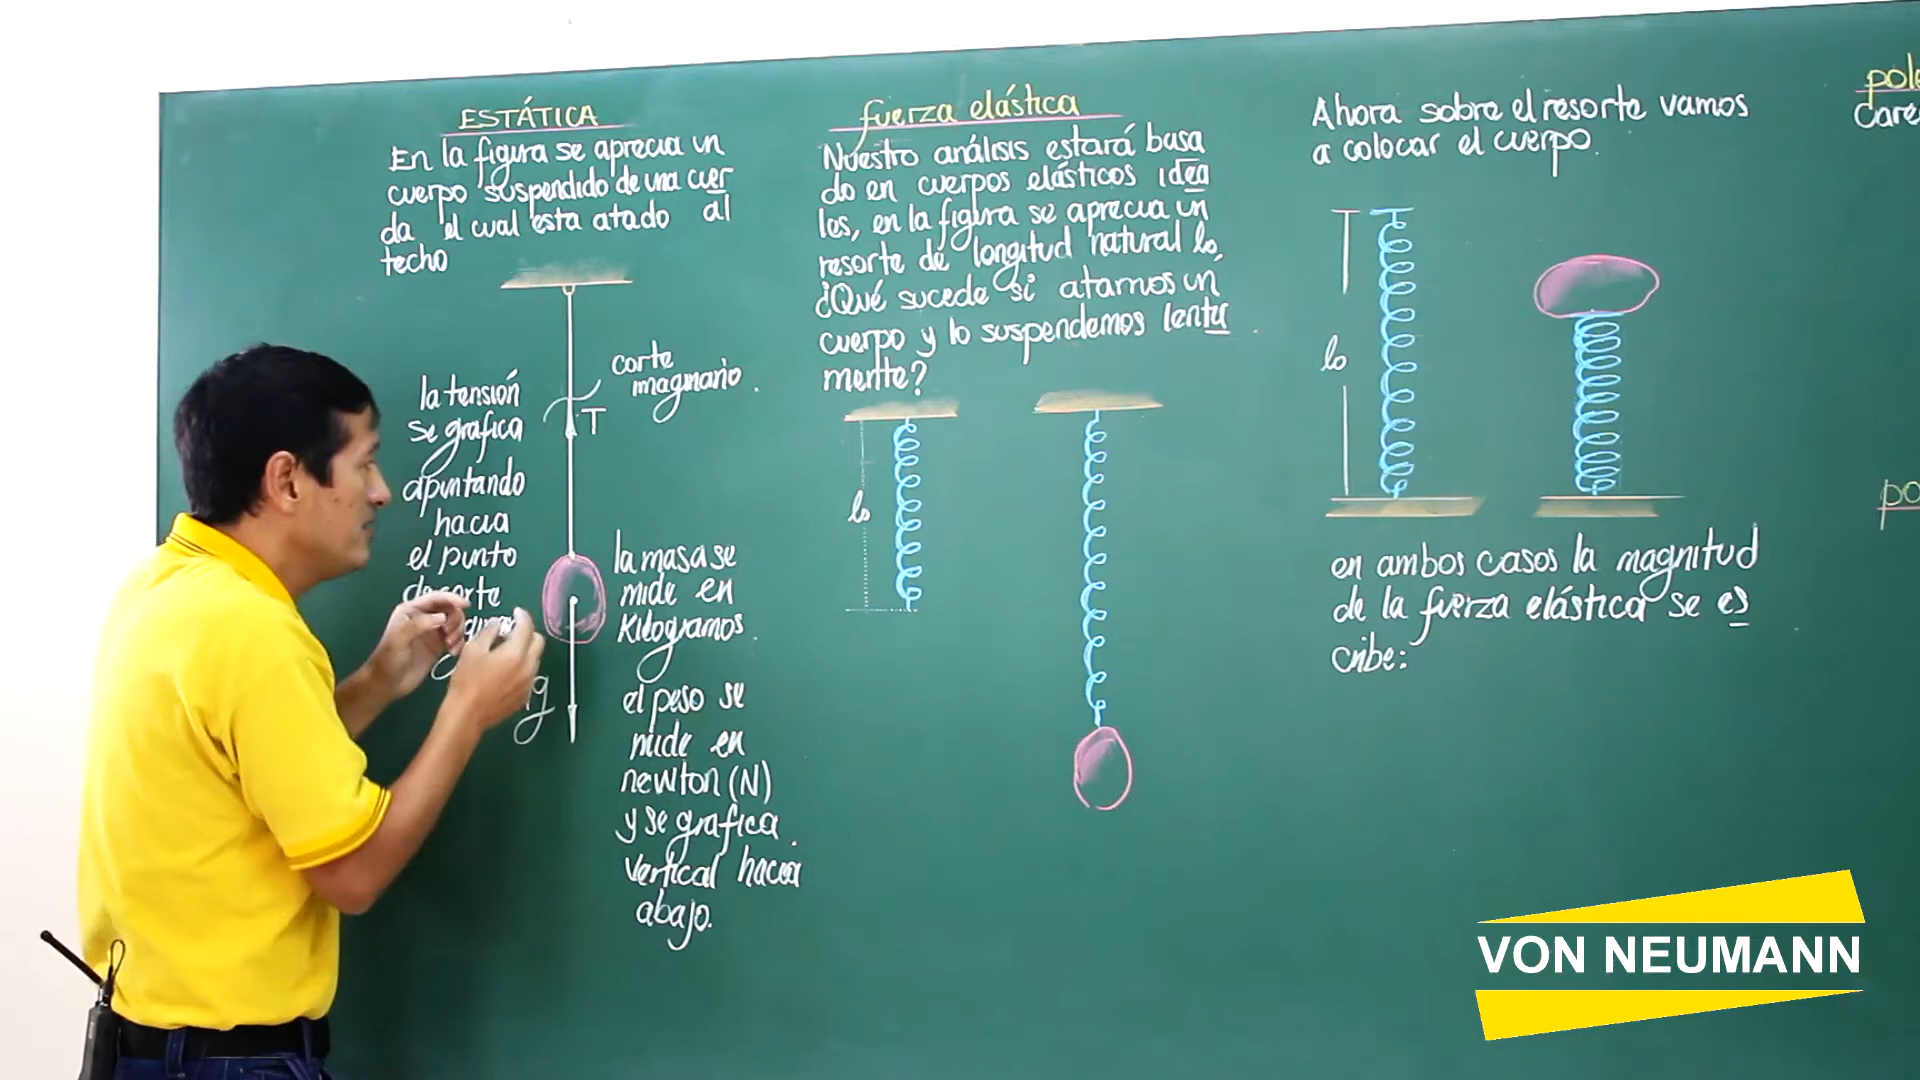 ESTÁTICA
En la figura se aprecia un
cuerpo suspendido de una cuer
da el cual esta atado al
techo
la tensión
se grafica
apuntando
hacia
el punto
de corte
corte
imaginario.
T
la masa se
mide en
Kilogramos.
el peso se
mide en
newton (N)
y se grafica
vertical hacia
abajo.
fuerza elástica
Nuestro análisis estará basa
do en cuerpos elásticos idea
les, en la figura se aprecia un
resorte de longitud natural lo,
¿Qué sucede si atamos un
cuerpo y lo suspendemos lenta
mente?
lo
Ahora sobre el resorte vamos
a colocar el cuerpo.
lo
en ambos casos la magnitud
de la fuerza elástica se es
cribe:
VON NEUMANN